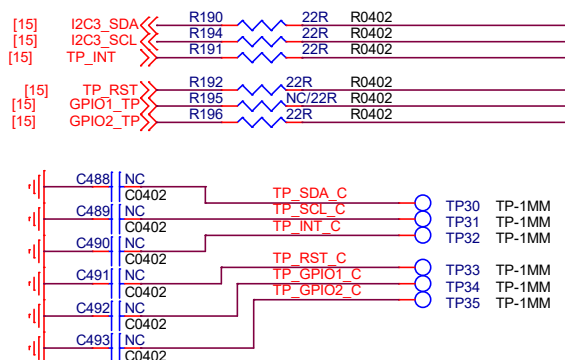 [15] I2C3_SDA R190 22R R0402
[15] I2C3_SCL R194 22R R0402
[15] TP_INT R191 22R R0402
[15] TP_RST R192 22R R0402
[15] GPIO1_TP R195 NC/22R R0402
[15] GPIO2_TP R196 22R R0402
C488 NC
C0402 TP_SDA_C TP30 TP-1MM
C489 NC TP_SCL_C TP31 TP-1MM
C0402 TP_INT_C TP32 TP-1MM
C490 NC
C0402 TP_RST_C TP33 TP-1MM
C491 NC TP_GPIO1_C TP34 TP-1MM
C0402 TP_GPIO2_C TP35 TP-1MM
C492 NC
C0402
C493 NC
C0402